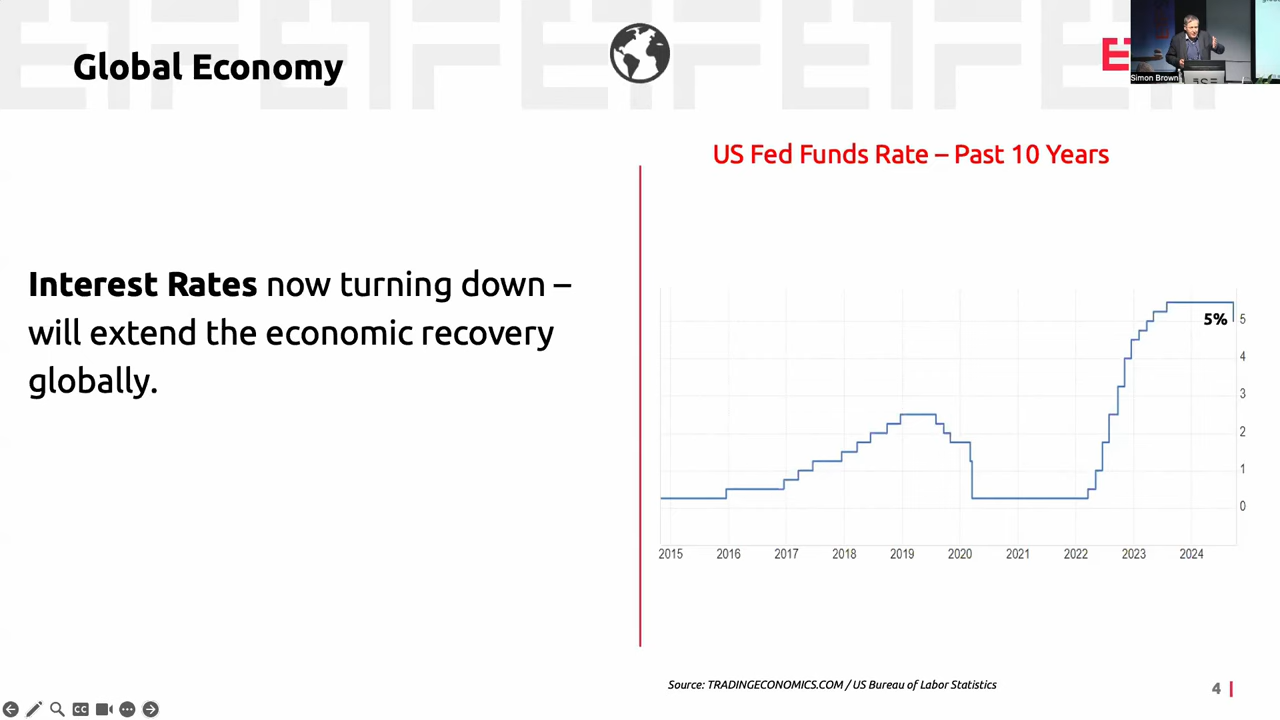 Global Economy
Simon Brown
US Fed Funds Rate – Past 10 Years
Interest Rates now turning down –
will extend the economic recovery
globally.
5%
5
4
3
2
1
0
2015 2016 2017 2018 2019 2020 2021 2022 2023 2024
Source: TRADINGECONOMICS.COM / US Bureau of Labor Statistics
4
CC